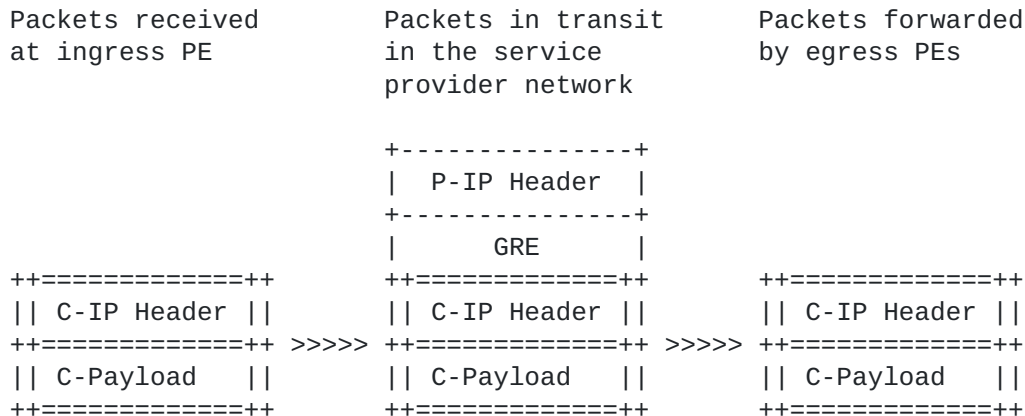 Packets received      Packets in transit     Packets forwarded
at ingress PE         in the service         by egress PEs
                      provider network

                      +---------------+
                      |  P-IP Header  |
                      +---------------+
                      |      GRE      |
++=============++      ++=============++      ++=============++
|| C-IP Header ||      || C-IP Header ||      || C-IP Header ||
++=============++ >>>>> ++=============++ >>>>> ++=============++
|| C-Payload   ||      || C-Payload   ||      || C-Payload   ||
++=============++      ++=============++      ++=============++